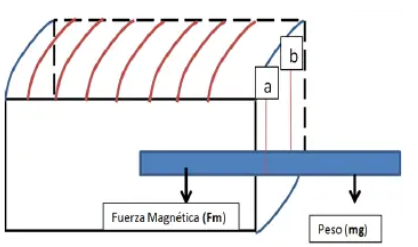 b
a
Fuerza Magnética (Fm)
Peso (mg)